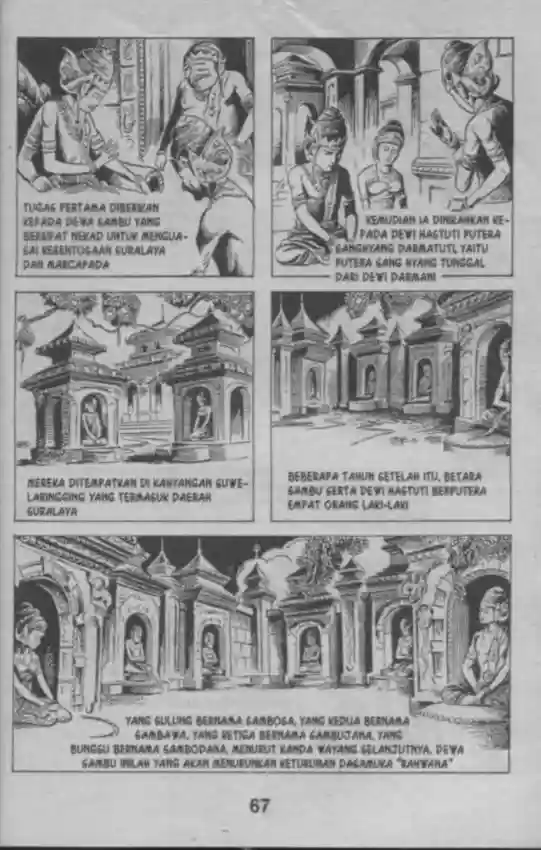 TUGAS PERTAMA DIBERIKAN
KEPADA DEWA SAMBU YANG
BERSIFAT NEKAD UNTUK MENGUA-
SAI KEBENTUSAAN SURALAYA
DAN MARCAPADA
KEMUDIAN IA DINIKAHKAN KE-
PADA DEWI HASTUTI PUTERA
SANGHYANG DARMATUTI, YAITU
PUTERA SANG HYANG TUNGGAL
DARI DEWI DARMANI
MEREKA DITEMPATKAN DI KAHYANGAN SUWE-
LARINGGING YANG TERMASUK DAERAH
SURALAYA
BEBERAPA TAHUN SETELAH ITU, BETARA
SAMBU SERTA DEWI HASTUTI BERPUTERA
EMPAT ORANG LAKI-LAKI
YANG SULUNG BERNAMA SAMBOSA, YANG KEDUA BERNAMA
SAMBAWA, YANG KETIGA BERNAMA SAMBUJANA, YANG
BUNGSU BERNAMA SAMBODANA, MENURUT KANDA WAYANG SELANJUTNYA, DEWA
SAMBU INILAH YANG AKAN MENURUNKAN KETURUNAN DASAMUKA "RAHWANA"
67